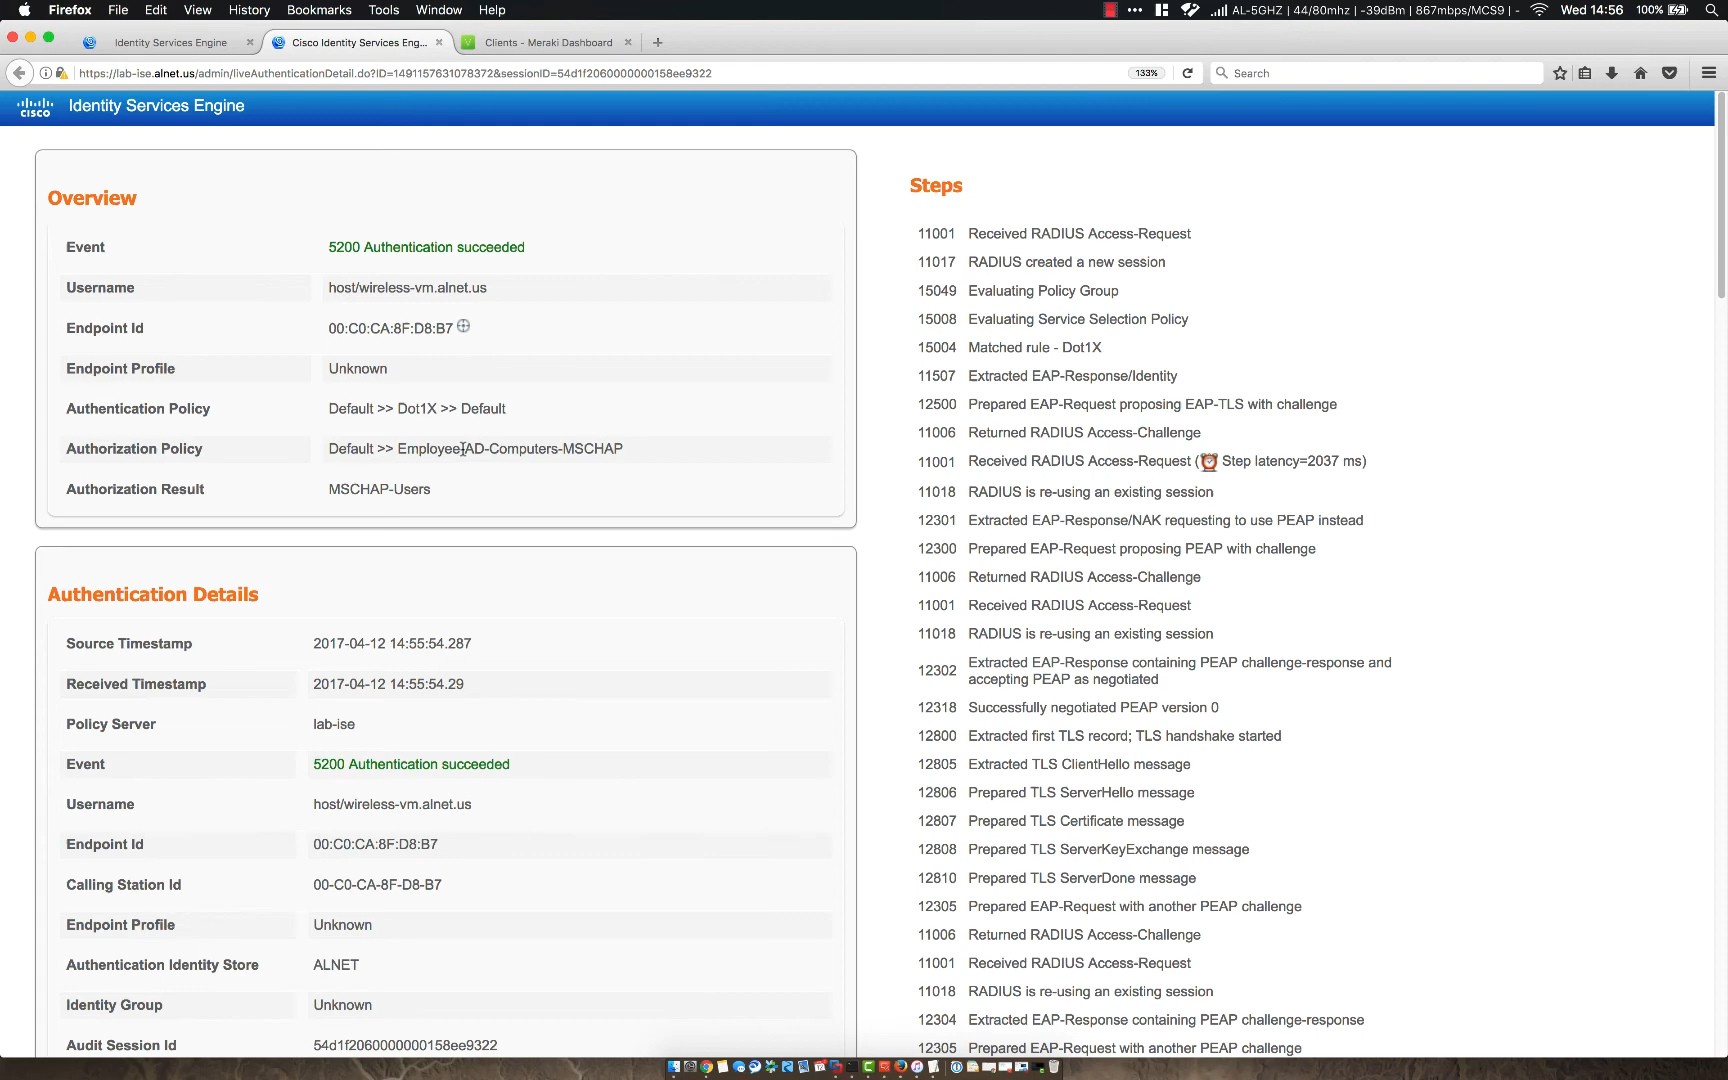 Firefox File Edit View History Bookmarks Tools Window Help
AL-5GHZ | 44/80mhz | -39dBm | 867mbps/MCS9 | - Wed 14:56 100%
Identity Services Engine
Cisco Identity Services Eng...
Clients - Meraki Dashboard
https://lab-ise.alnet.us/admin/liveAuthenticationDetail.do?ID=1491157631078372&sessionID=54d1f2060000000158ee9322
133%
Search
cisco
Identity Services Engine
Overview
Event 5200 Authentication succeeded
Username host/wireless-vm.alnet.us
Endpoint Id 00:C0:CA:8F:D8:B7
Endpoint Profile Unknown
Authentication Policy Default >> Dot1X >> Default
Authorization Policy Default >> Employee-AD-Computers-MSCHAP
Authorization Result MSCHAP-Users
Authentication Details
Source Timestamp 2017-04-12 14:55:54.287
Received Timestamp 2017-04-12 14:55:54.29
Policy Server lab-ise
Event 5200 Authentication succeeded
Username host/wireless-vm.alnet.us
Endpoint Id 00:C0:CA:8F:D8:B7
Calling Station Id 00-C0-CA-8F-D8-B7
Endpoint Profile Unknown
Authentication Identity Store ALNET
Identity Group Unknown
Audit Session Id 54d1f2060000000158ee9322
Steps
11001 Received RADIUS Access-Request
11017 RADIUS created a new session
15049 Evaluating Policy Group
15008 Evaluating Service Selection Policy
15004 Matched rule - Dot1X
11507 Extracted EAP-Response/Identity
12500 Prepared EAP-Request proposing EAP-TLS with challenge
11006 Returned RADIUS Access-Challenge
11001 Received RADIUS Access-Request ( Step latency=2037 ms)
11018 RADIUS is re-using an existing session
12301 Extracted EAP-Response/NAK requesting to use PEAP instead
12300 Prepared EAP-Request proposing PEAP with challenge
11006 Returned RADIUS Access-Challenge
11001 Received RADIUS Access-Request
11018 RADIUS is re-using an existing session
12302 Extracted EAP-Response containing PEAP challenge-response and
accepting PEAP as negotiated
12318 Successfully negotiated PEAP version 0
12800 Extracted first TLS record; TLS handshake started
12805 Extracted TLS ClientHello message
12806 Prepared TLS ServerHello message
12807 Prepared TLS Certificate message
12808 Prepared TLS ServerKeyExchange message
12810 Prepared TLS ServerDone message
12305 Prepared EAP-Request with another PEAP challenge
11006 Returned RADIUS Access-Challenge
11001 Received RADIUS Access-Request
11018 RADIUS is re-using an existing session
12304 Extracted EAP-Response containing PEAP challenge-response
12305 Prepared EAP-Request with another PEAP challenge